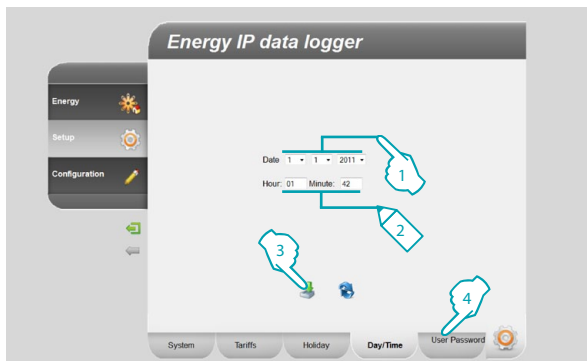 Energy IP data logger
Energy
Setup
Configuration
Date 1 1 2011
1
Hour: 01 Minute: 42
2
3
4
System Tariffs Holiday Day/Time User Password